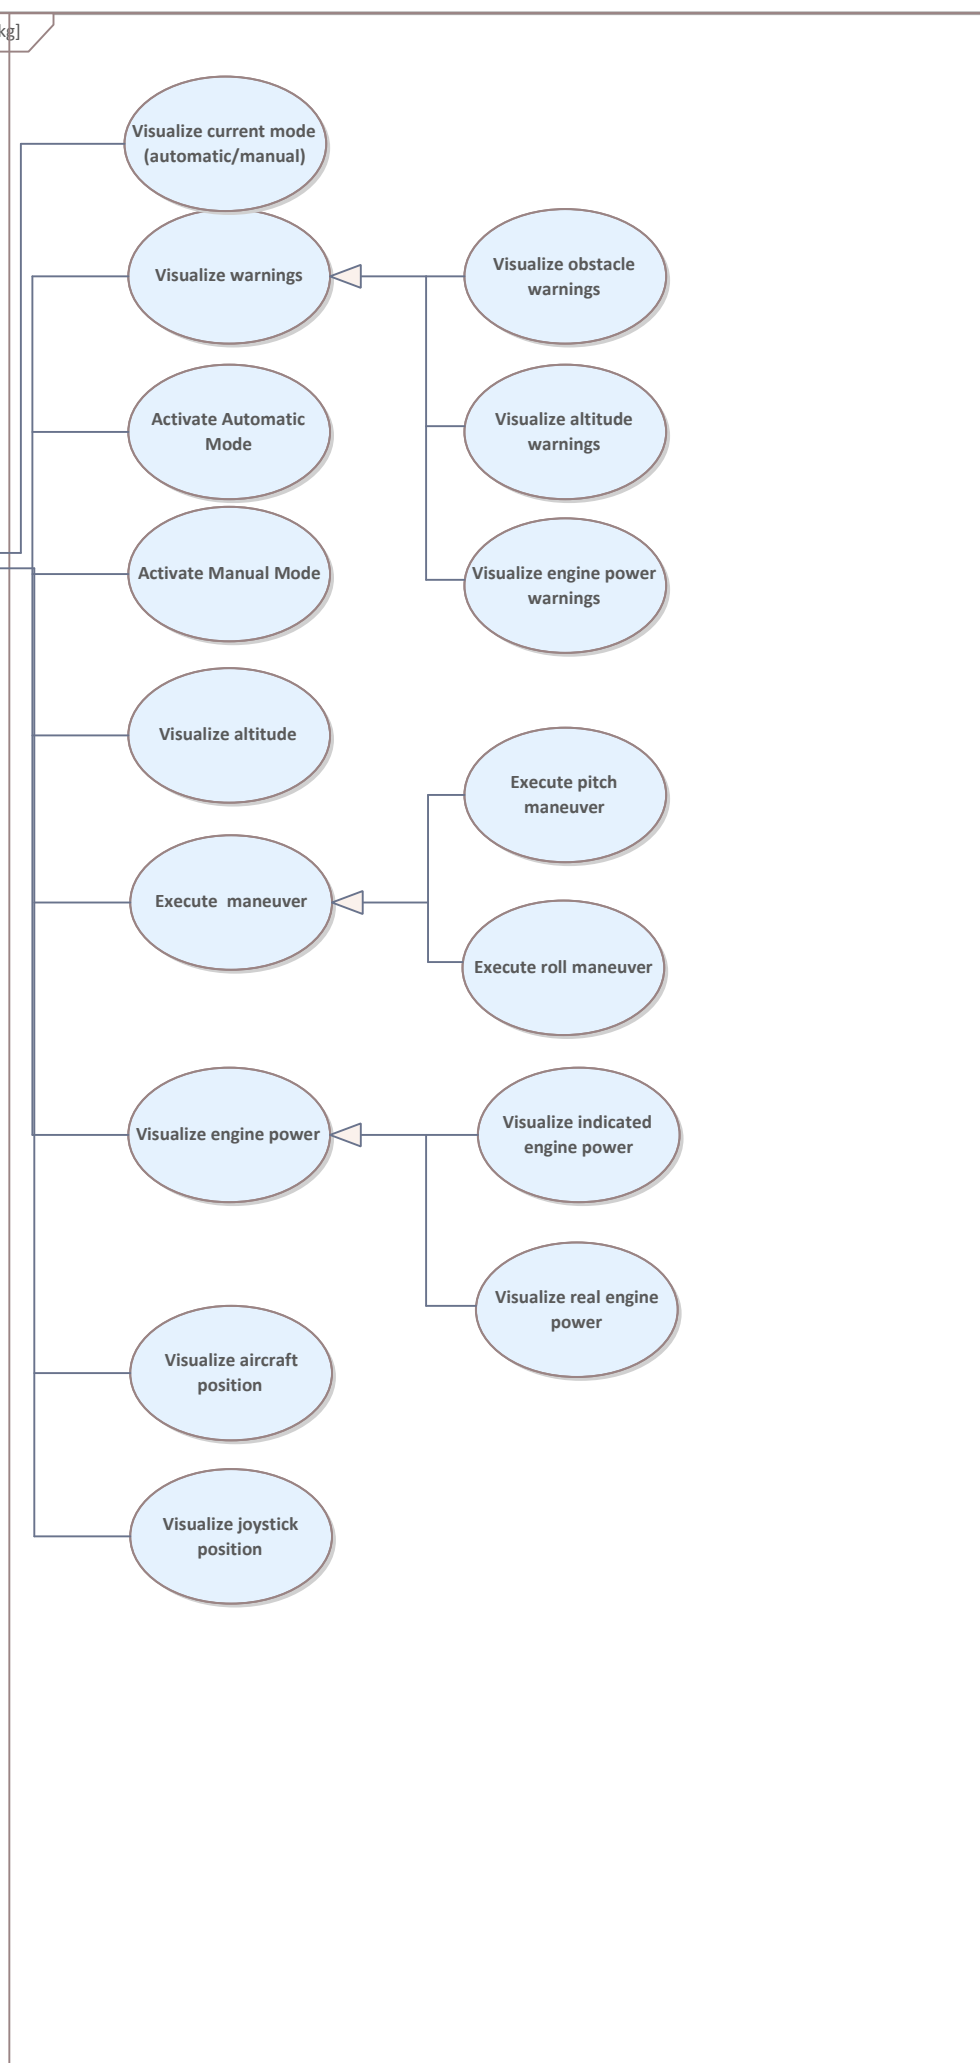 kg]
Visualize current mode
(automatic/manual)
Visualize warnings
Visualize obstacle
warnings
Activate Automatic
Mode
Visualize altitude
warnings
Activate Manual Mode
Visualize engine power
warnings
Visualize altitude
Execute pitch
maneuver
Execute  maneuver
Execute roll maneuver
Visualize engine power
Visualize indicated
engine power
Visualize real engine
power
Visualize aircraft
position
Visualize joystick
position